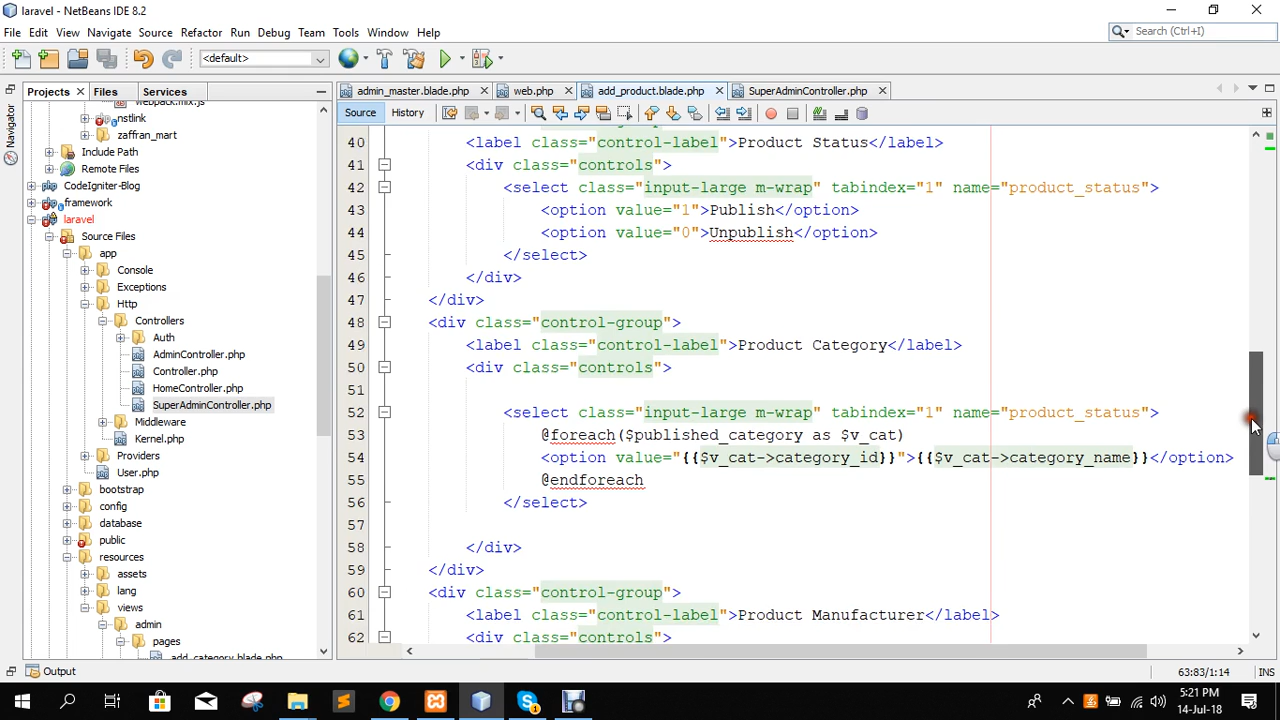 laravel - NetBeans IDE 8.2
File Edit View Navigate Source Refactor Run Debug Team Tools Window Help
Search (Ctrl+I)
<default>
Projects
Files
Services
webpack.mix.js
nstlink
zaffran_mart
Include Path
Remote Files
CodeIgniter-Blog
framework
laravel
Source Files
app
Console
Exceptions
Http
Controllers
Auth
AdminController.php
Controller.php
HomeController.php
SuperAdminController.php
Middleware
Kernel.php
Providers
User.php
bootstrap
config
database
public
resources
assets
lang
views
admin
pages
add_category.blade.php
Navigator
admin_master.blade.php
web.php
add_product.blade.php
SuperAdminController.php
Source
History
40 <label class="control-label">Product Status</label>
41 <div class="controls">
42 <select class="input-large m-wrap" tabindex="1" name="product_status">
43 <option value="1">Publish</option>
44 <option value="0">Unpublish</option>
45 </select>
46 </div>
47 </div>
48 <div class="control-group">
49 <label class="control-label">Product Category</label>
50 <div class="controls">
51
52 <select class="input-large m-wrap" tabindex="1" name="product_status">
53 @foreach($published_category as $v_cat)
54 <option value="{{$v_cat->category_id}}">{{$v_cat->category_name}}</option>
55 @endforeach
56 </select>
57
58 </div>
59 </div>
60 <div class="control-group">
61 <label class="control-label">Product Manufacturer</label>
62 <div class="controls">
Output
63:83/1:14
INS
5:21 PM
14-Jul-18